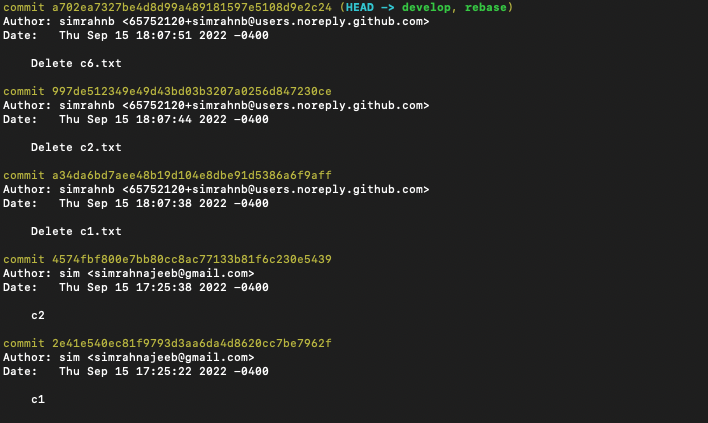 commit a702ea7327be4d8d99a489181597e5108d9e2c24 (HEAD -> develop, rebase)
Author: simrahnb <65752120+simrahnb@users.noreply.github.com>
Date:   Thu Sep 15 18:07:51 2022 -0400
Delete c6.txt
commit 997de512349e49d43bd03b3207a0256d847230ce
Author: simrahnb <65752120+simrahnb@users.noreply.github.com>
Date:   Thu Sep 15 18:07:44 2022 -0400
Delete c2.txt
commit a34da6bd7aee48b19d104e8dbe91d5386a6f9aff
Author: simrahnb <65752120+simrahnb@users.noreply.github.com>
Date:   Thu Sep 15 18:07:38 2022 -0400
Delete c1.txt
commit 4574fbf800e7bb80cc8ac77133b81f6c230e5439
Author: sim <simrahnajeeb@gmail.com>
Date:   Thu Sep 15 17:25:38 2022 -0400
c2
commit 2e41e540ec81f9793d3aa6da4d8620cc7be7962f
Author: sim <simrahnajeeb@gmail.com>
Date:   Thu Sep 15 17:25:22 2022 -0400
c1